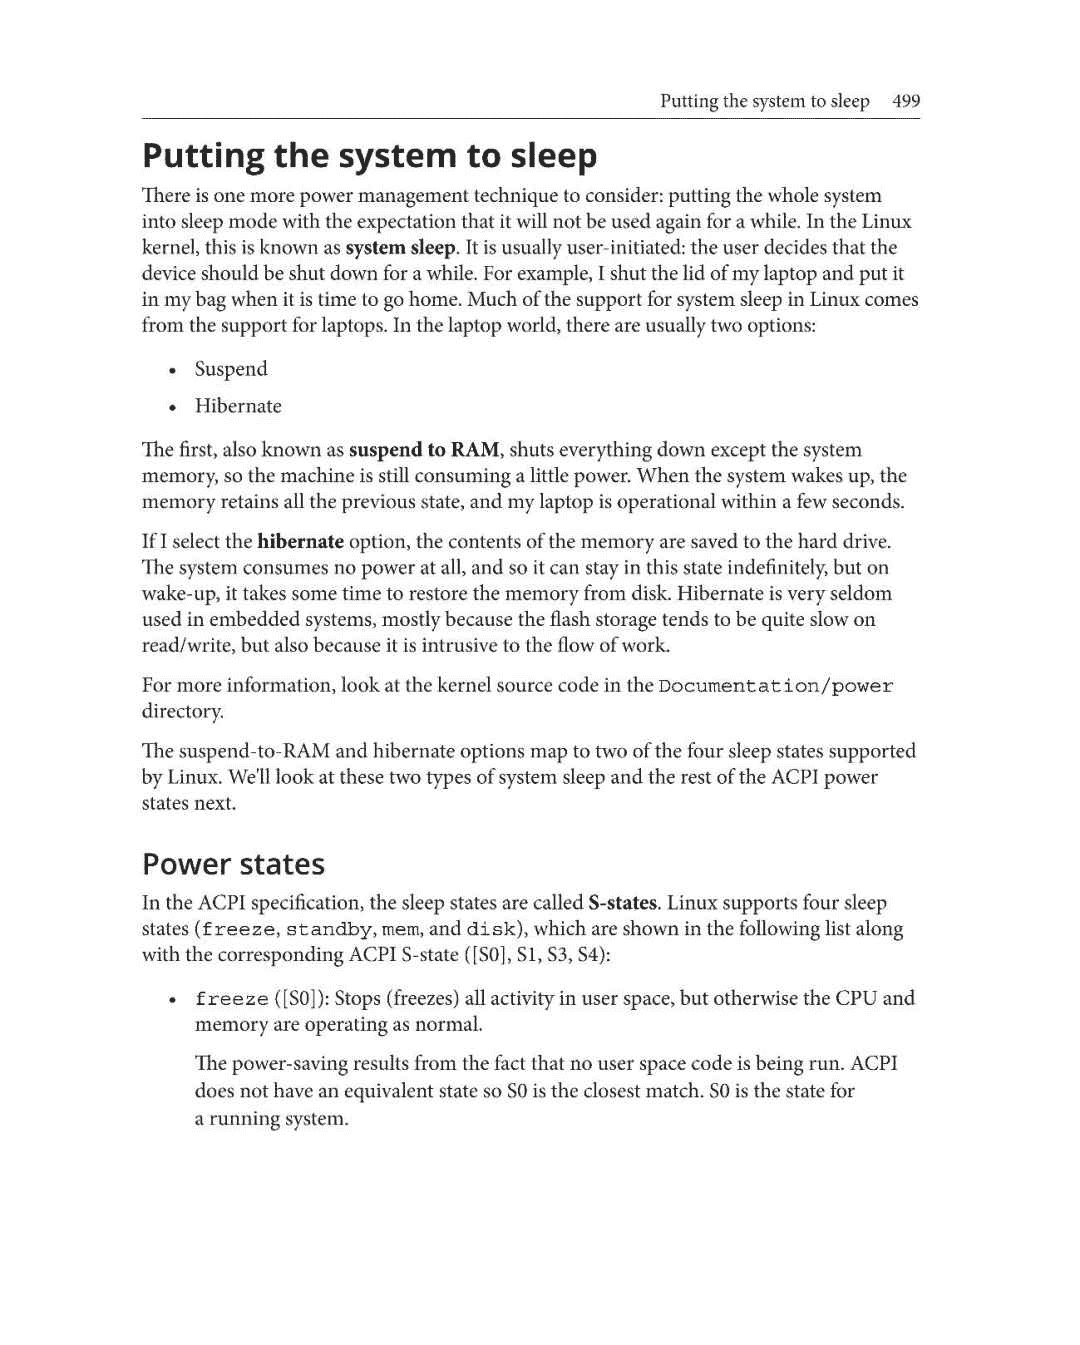 Putting the system to sleep 499
Putting the system to sleep
There is one more power management technique to consider: putting the whole system
into sleep mode with the expectation that it will not be used again for a while. In the Linux
kernel, this is known as system sleep. It is usually user-initiated: the user decides that the
device should be shut down for a while. For example, I shut the lid of my laptop and put it
in my bag when it is time to go home. Much of the support for system sleep in Linux comes
from the support for laptops. In the laptop world, there are usually two options:
• Suspend
• Hibernate
The first, also known as suspend to RAM, shuts everything down except the system
memory, so the machine is still consuming a little power. When the system wakes up, the
memory retains all the previous state, and my laptop is operational within a few seconds.
If I select the hibernate option, the contents of the memory are saved to the hard drive.
The system consumes no power at all, and so it can stay in this state indefinitely, but on
wake-up, it takes some time to restore the memory from disk. Hibernate is very seldom
used in embedded systems, mostly because the flash storage tends to be quite slow on
read/write, but also because it is intrusive to the flow of work.
For more information, look at the kernel source code in the Documentation/power
directory.
The suspend-to-RAM and hibernate options map to two of the four sleep states supported
by Linux. We'll look at these two types of system sleep and the rest of the ACPI power
states next.
Power states
In the ACPI specification, the sleep states are called S-states. Linux supports four sleep
states (freeze, standby, mem, and disk), which are shown in the following list along
with the corresponding ACPI S-state ([S0], S1, S3, S4):
• freeze ([S0]): Stops (freezes) all activity in user space, but otherwise the CPU and
memory are operating as normal.
The power-saving results from the fact that no user space code is being run. ACPI
does not have an equivalent state so S0 is the closest match. S0 is the state for
a running system.